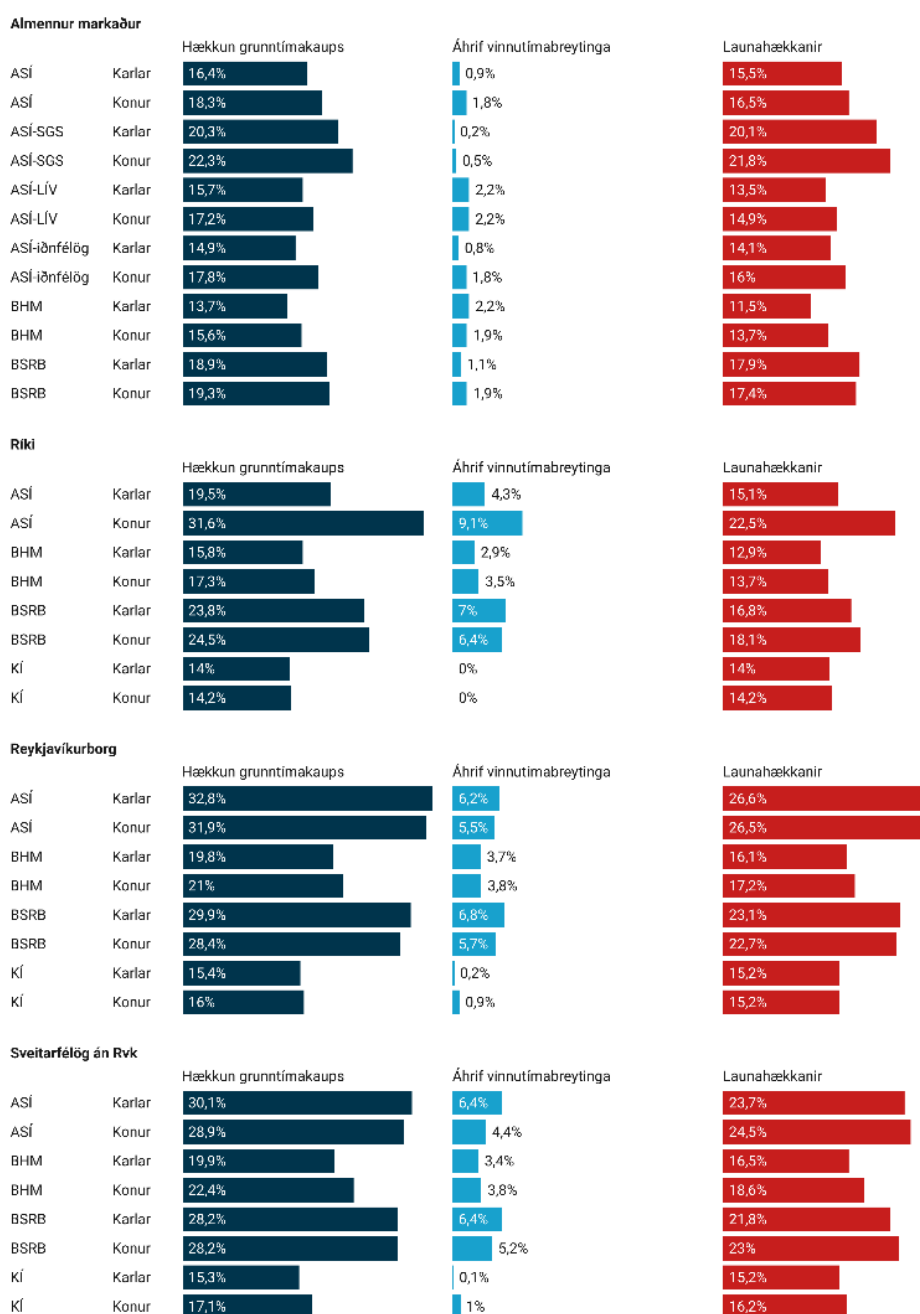 Almennur markaður
Hækkun grunntímakaups Áhrif vinnutímabreytinga Launahækkanir
ASÍ Karlar 16,4% 0,9% 15,5%
ASÍ Konur 18,3% 1,8% 16,5%
ASÍ-SGS Karlar 20,3% 0,2% 20,1%
ASÍ-SGS Konur 22,3% 0,5% 21,8%
ASÍ-LÍV Karlar 15,7% 2,2% 13,5%
ASÍ-LÍV Konur 17,2% 2,2% 14,9%
ASÍ-iðnfélög Karlar 14,9% 0,8% 14,1%
ASÍ-iðnfélög Konur 17,8% 1,8% 16%
BHM Karlar 13,7% 2,2% 11,5%
BHM Konur 15,6% 1,9% 13,7%
BSRB Karlar 18,9% 1,1% 17,9%
BSRB Konur 19,3% 1,9% 17,4%
Ríki
Hækkun grunntímakaups Áhrif vinnutímabreytinga Launahækkanir
ASÍ Karlar 19,5% 4,3% 15,1%
ASÍ Konur 31,6% 9,1% 22,5%
BHM Karlar 15,8% 2,9% 12,9%
BHM Konur 17,3% 3,5% 13,7%
BSRB Karlar 23,8% 7% 16,8%
BSRB Konur 24,5% 6,4% 18,1%
KÍ Karlar 14% 0% 14%
KÍ Konur 14,2% 0% 14,2%
Reykjavíkurborg
Hækkun grunntímakaups Áhrif vinnutímabreytinga Launahækkanir
ASÍ Karlar 32,8% 6,2% 26,6%
ASÍ Konur 31,9% 5,5% 26,5%
BHM Karlar 19,8% 3,7% 16,1%
BHM Konur 21% 3,8% 17,2%
BSRB Karlar 29,9% 6,8% 23,1%
BSRB Konur 28,4% 5,7% 22,7%
KÍ Karlar 15,4% 0,2% 15,2%
KÍ Konur 16% 0,9% 15,2%
Sveitarfélög án Rvk
Hækkun grunntímakaups Áhrif vinnutímabreytinga Launahækkanir
ASÍ Karlar 30,1% 6,4% 23,7%
ASÍ Konur 28,9% 4,4% 24,5%
BHM Karlar 19,9% 3,4% 16,5%
BHM Konur 22,4% 3,8% 18,6%
BSRB Karlar 28,2% 6,4% 21,8%
BSRB Konur 28,2% 5,2% 23%
KÍ Karlar 15,3% 0,1% 15,2%
KÍ Konur 17,1% 1% 16,2%